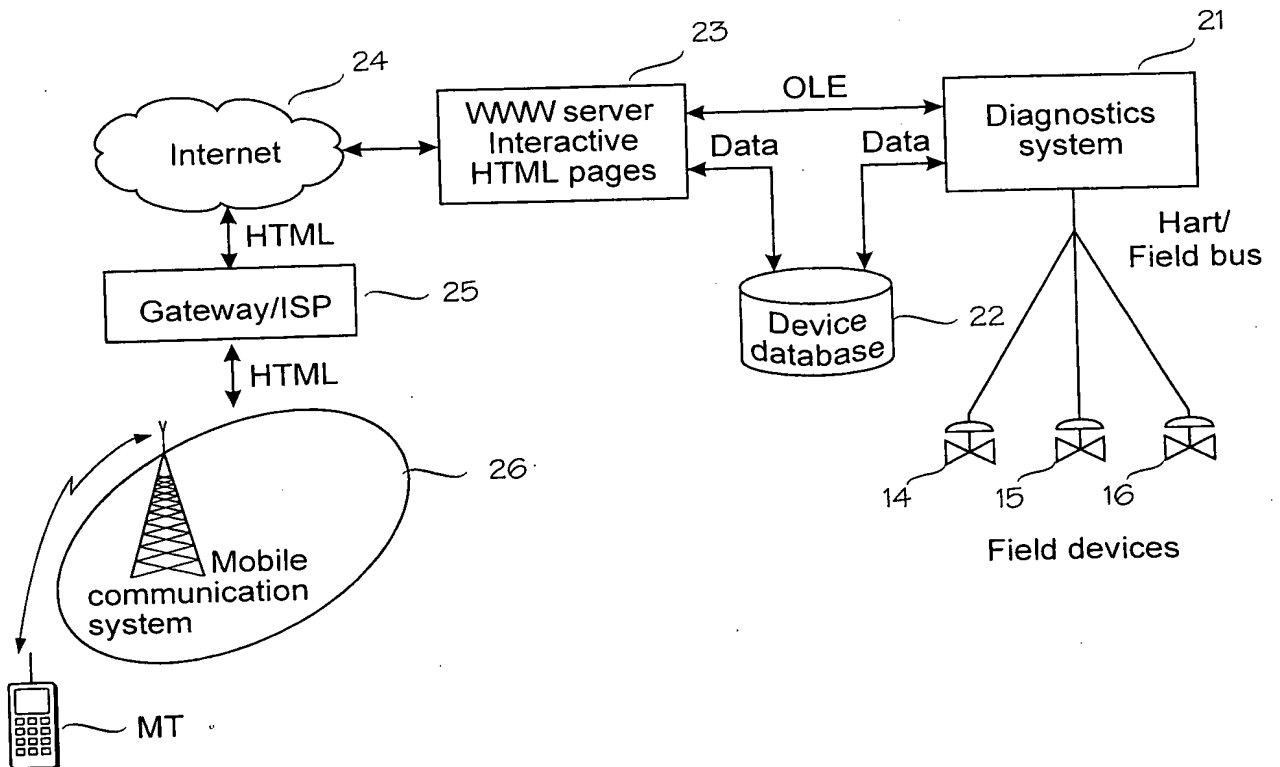 24
23
21
Internet
WWW server
Interactive
HTML pages
OLE
Data
Data
Diagnostics
system
HTML
Hart/
Field bus
Gateway/ISP
25
Device
database
22
HTML
26
14
15
16
Mobile
communication
system
Field devices
MT